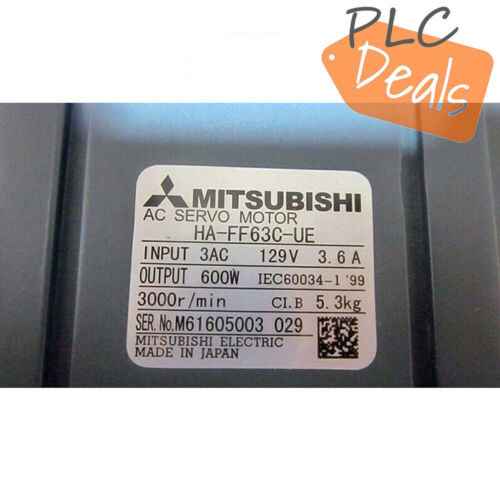 PLC
Deals
MITSUBISHI
AC SERVO MOTOR
HA-FF63C-UE
INPUT 3AC 129V 3.6A
OUTPUT 600W IEC60034-1 '99
3000r/min CI.B 5.3kg
SER.No.M61605003 029
MITSUBISHI ELECTRIC
MADE IN JAPAN